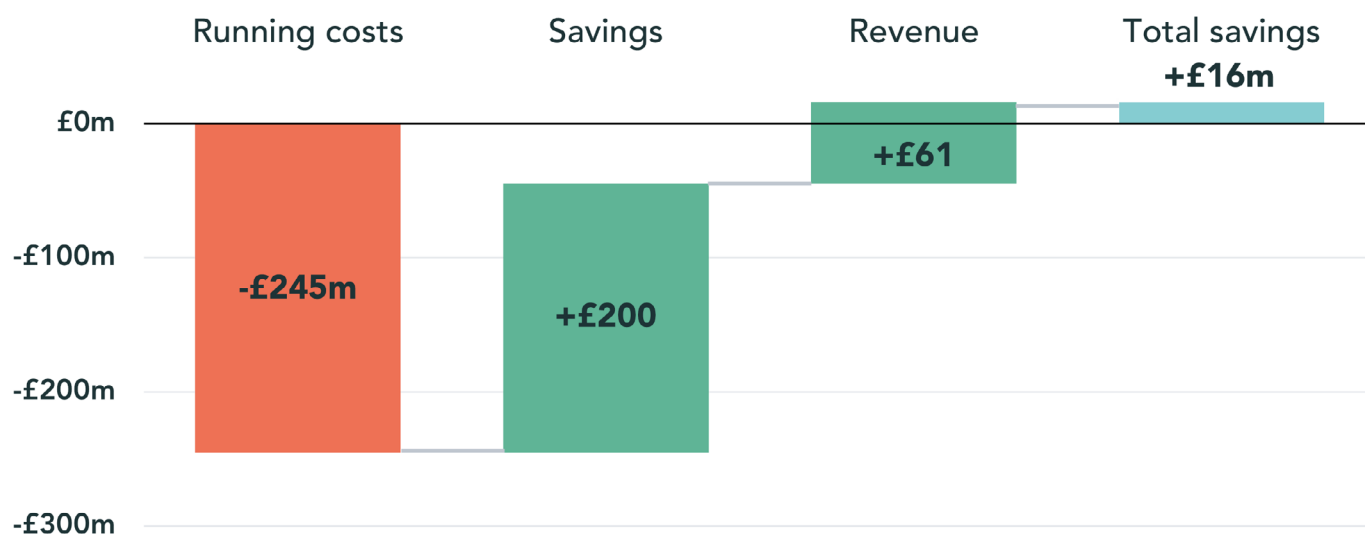 Running costs
Savings
Revenue
Total savings
+£16m
£0m
+£61
-£100m
-£245m
+£200
-£200m
-£300m